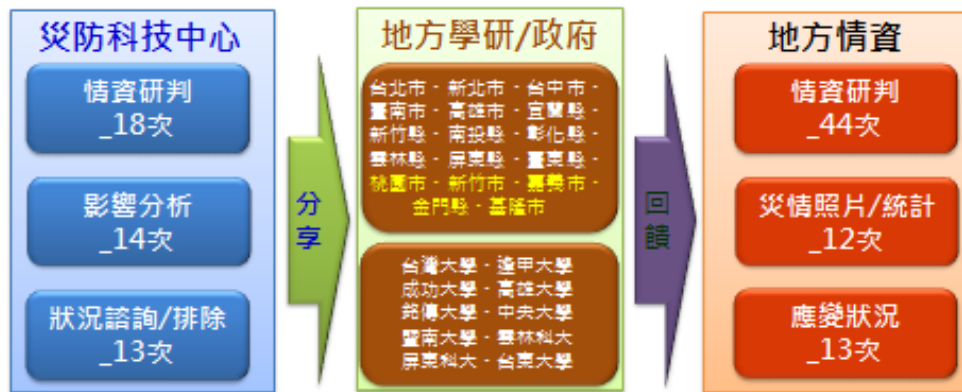 災防科技中心
情資研判
_18次
影響分析
_14次
狀況諮詢/排除
_13次
分享
地方學研/政府
台北市、新北市、台中市、
臺南市、高雄市、宜蘭縣、
新竹縣、南投縣、彰化縣、
雲林縣、屏東縣、臺東縣、
桃園市、新竹市、嘉義市、
金門縣、基隆市
台灣大學、逢甲大學
成功大學、高雄大學
銘傳大學、中央大學
暨南大學、雲林科大
屏東科大、台東大學
回饋
地方情資
情資研判
_44次
災情照片/統計
_12次
應變狀況
_13次